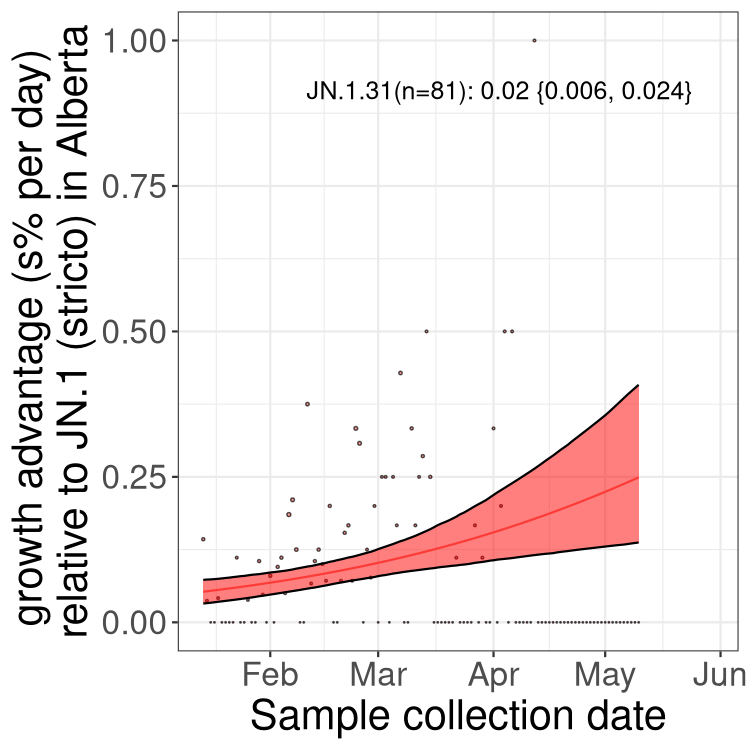 growth advantage (s% per day)
relative to JN.1 (stricto) in Alberta
1.00
JN.1.31(n=81): 0.02 {0.006, 0.024}
0.75
0.50
0.25
0.00
Feb Mar Apr May Jun
Sample collection date